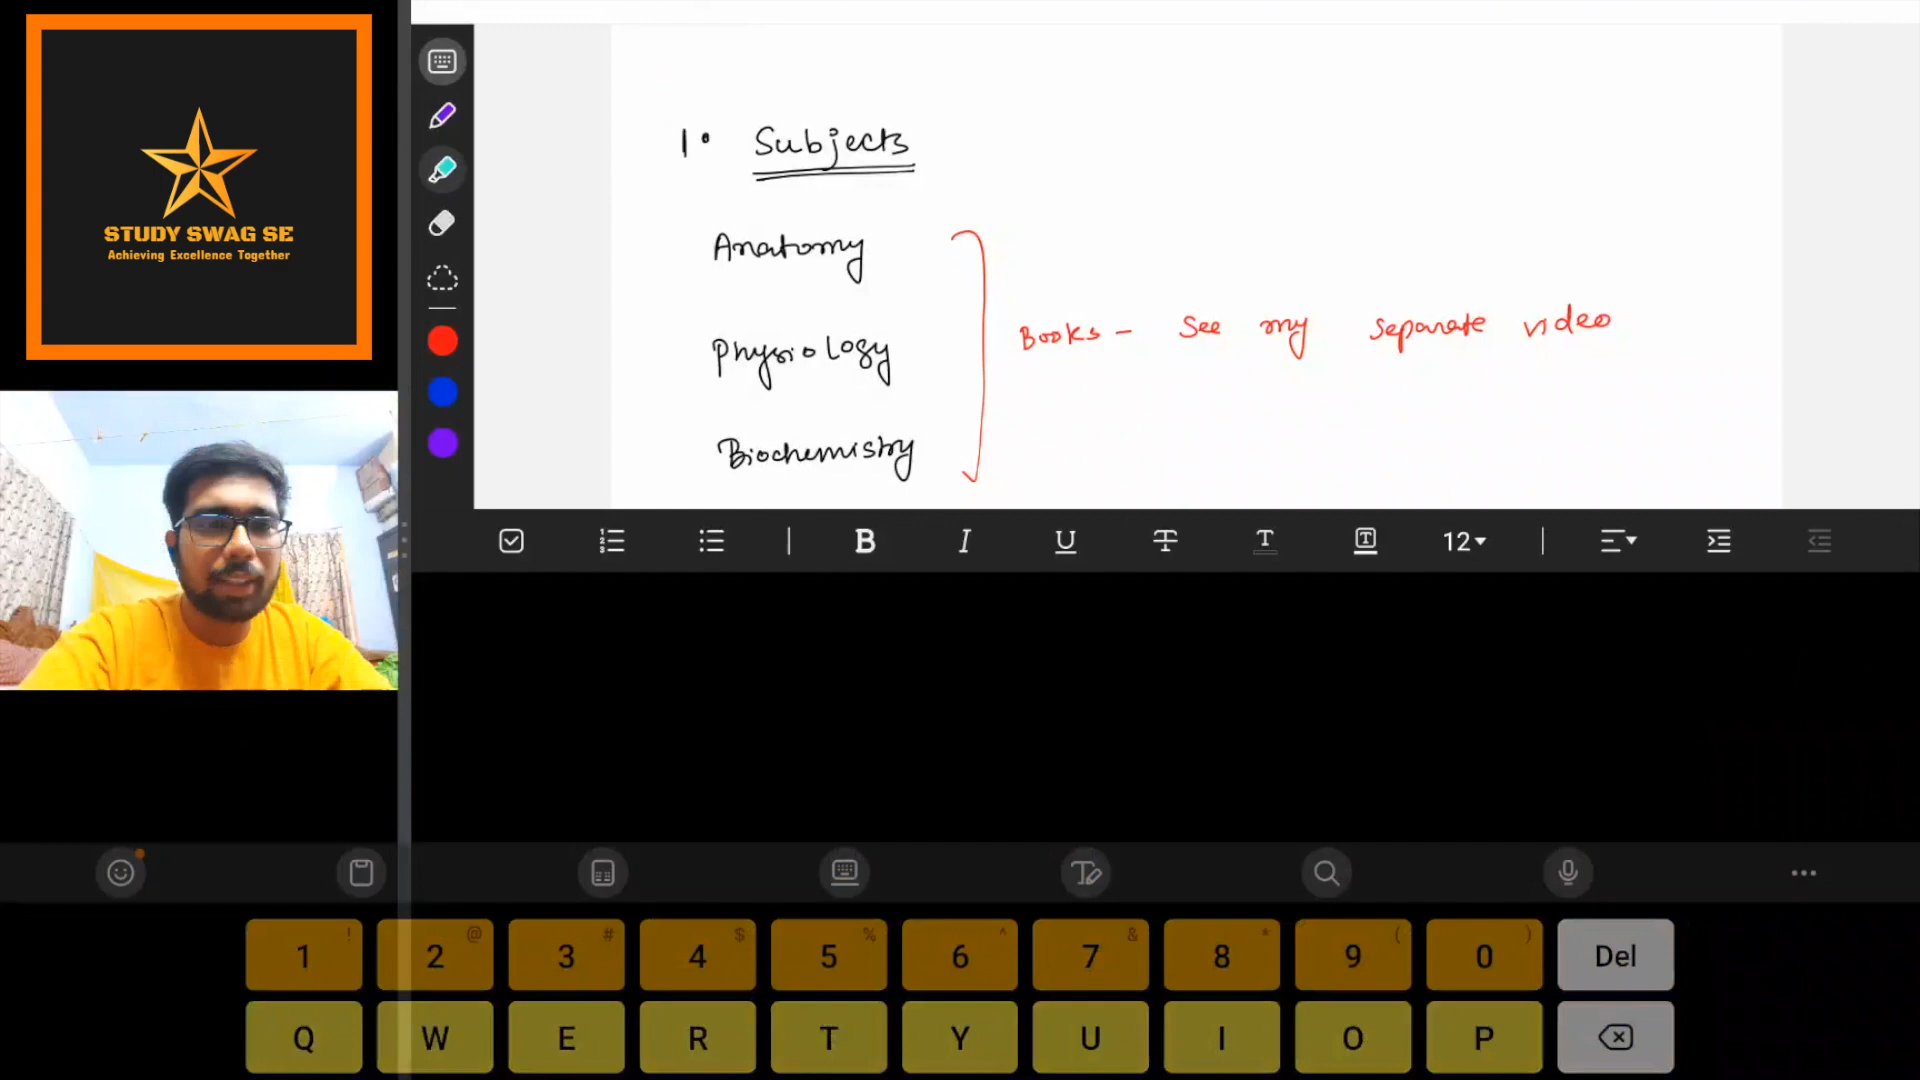 STUDY SWAG SE
Achieving Excellence Together
1. Subjects
Anatomy
Physiology
Biochemistry
Books - See my separate video
B I U T T T 12
1 ! 2 @ 3 # 4 $ 5 % 6 ^ 7 & 8 * 9 ( 0 ) Del
Q W E R T Y U I O P